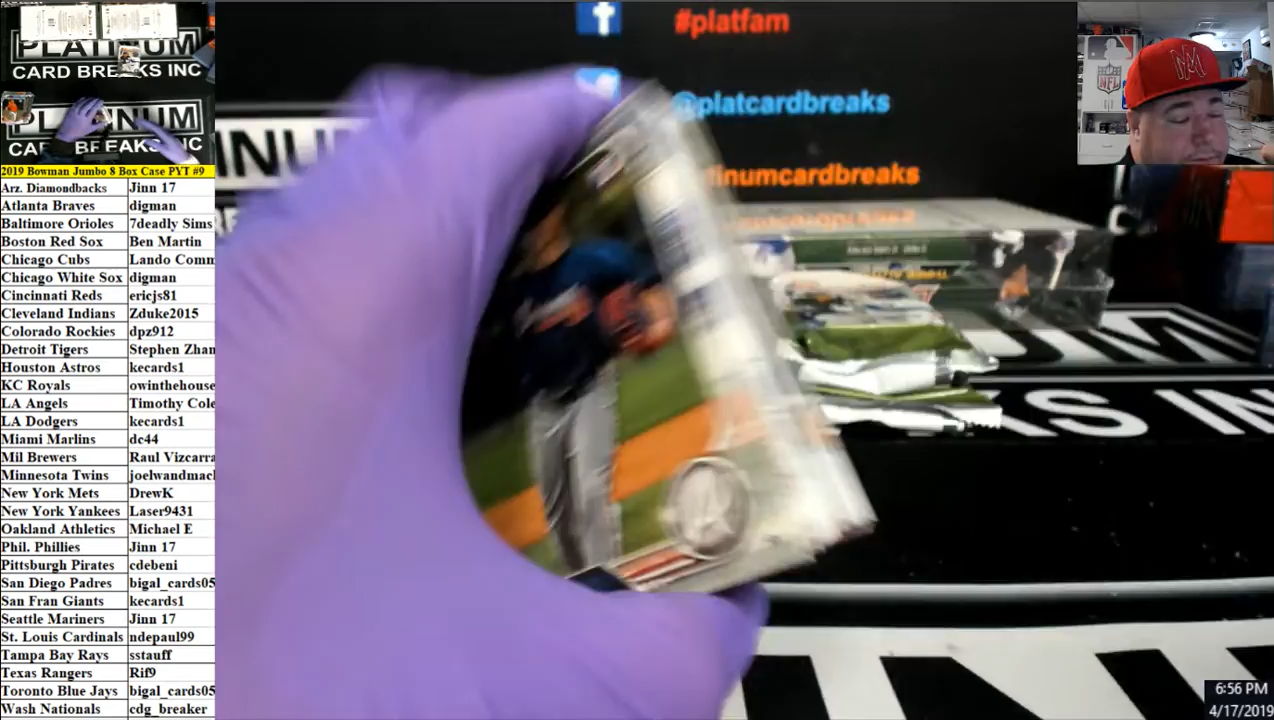 PLATINUM
CARD BREAKS INC
CARD BREAKS INC
2019 Bowman Jumbo 8 Box Case PYT #9
Arz. Diamondbacks Jinn 17
Atlanta Braves digman
Baltimore Orioles 7deadly Sims
Boston Red Sox Ben Martin
Chicago Cubs Lando Comm
Chicago White Sox digman
Cincinnati Reds ericjs81
Cleveland Indians Zduke2015
Colorado Rockies dpz912
Detroit Tigers Stephen Zhan
Houston Astros kecards1
KC Royals owinthehouse
LA Angels Timothy Cole
LA Dodgers kecards1
Miami Marlins dc44
Mil Brewers Raul Vizcarra
Minnesota Twins joelwandmac
New York Mets DrewK
New York Yankees Laser9431
Oakland Athletics Michael E
Phil. Phillies Jinn 17
Pittsburgh Pirates cdebeni
San Diego Padres bigal_cards05
San Fran Giants kecards1
Seattle Mariners Jinn 17
St. Louis Cardinals ndepaul99
Tampa Bay Rays sstauff
Texas Rangers Rif9
Toronto Blue Jays bigal_cards05
Wash Nationals cdg_breaker
#platfam
@platcardbreaks
tinumcardbreaks
NFL
6:56 PM
4/17/2019